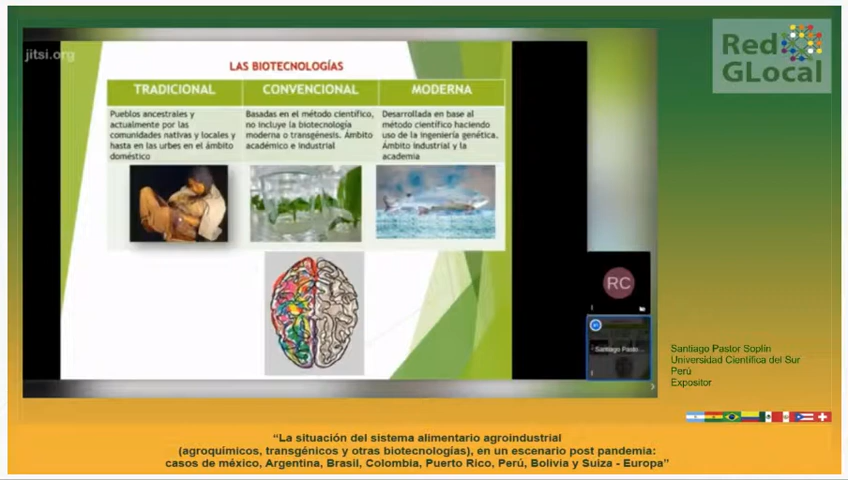 jitsi.org
Red
GLocal
LAS BIOTECNOLOGÍAS
TRADICIONAL
CONVENCIONAL
MODERNA
Pueblos ancestrales y
actualmente por las
comunidades nativas y locales y
hasta en las urbes en el ámbito
doméstico
Basadas en el método científico,
no incluye la biotecnología
moderna o transgénesis. Ámbito
académico e industrial
Desarrollada en base al
método científico haciendo
uso de la ingeniería genética.
Ámbito industrial y la
academia
RC
Santiago Pasto...
Santiago Pastor Soplín
Universidad Científica del Sur
Perú
Expositor
“La situación del sistema alimentario agroindustrial
(agroquímicos, transgénicos y otras biotecnologías), en un escenario post pandemia:
casos de méxico, Argentina, Brasil, Colombia, Puerto Rico, Perú, Bolivia y Suiza - Europa”